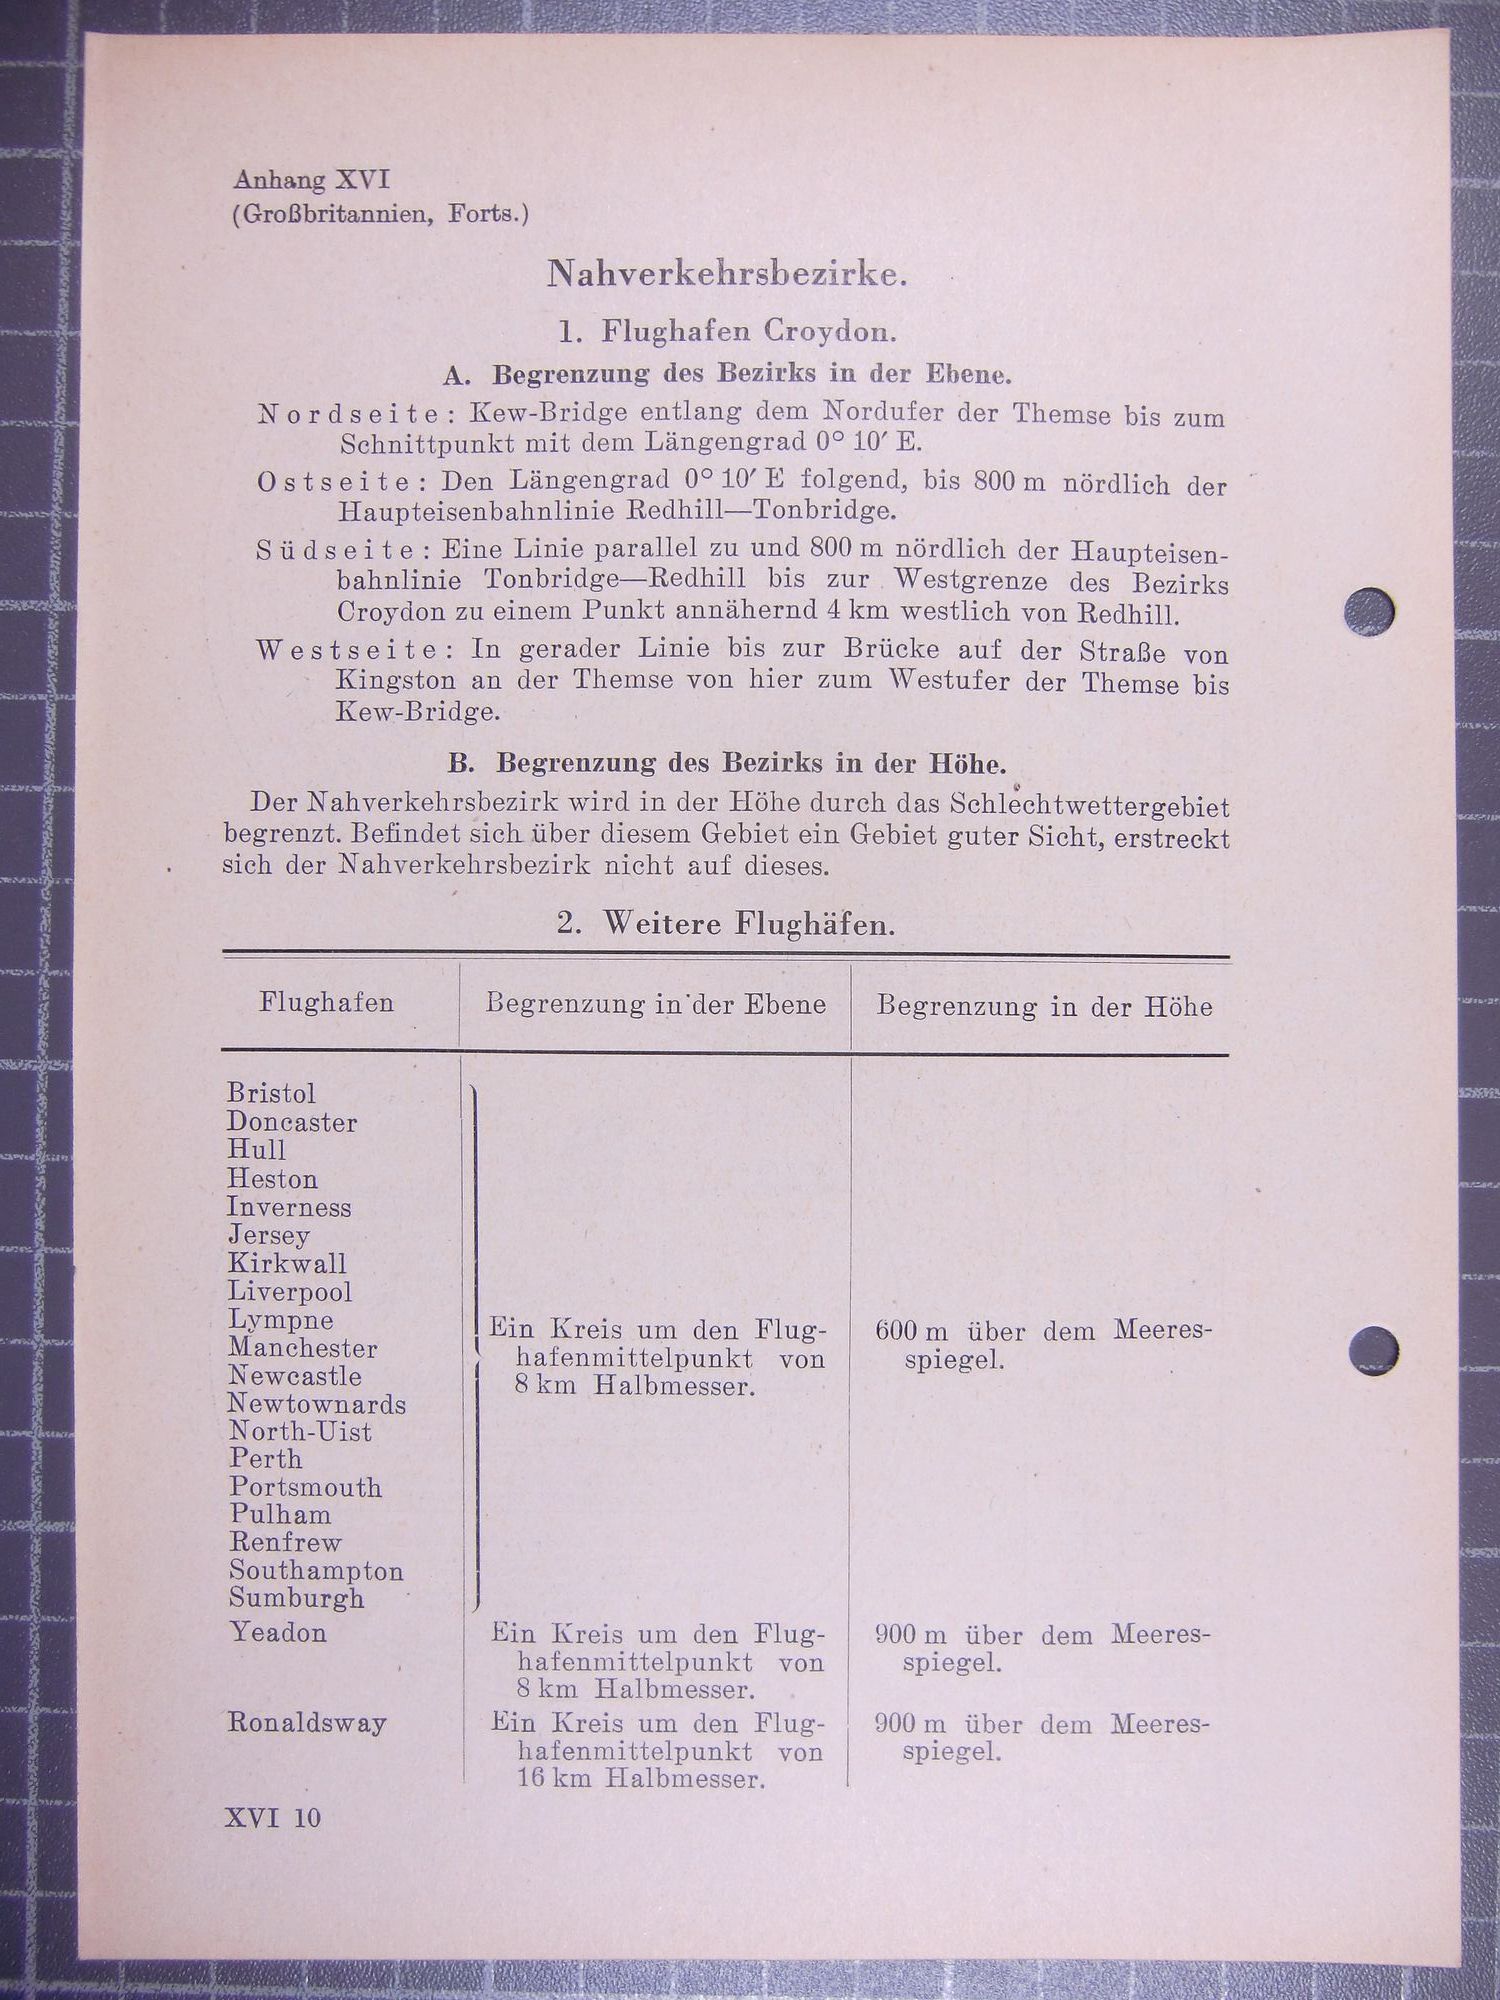 Anhang XVI
(Großbritannien, Forts.)
Nahverkehrsbezirke.
1. Flughafen Croydon.
A. Begrenzung des Bezirks in der Ebene.
Nordseite: Kew-Bridge entlang dem Nordufer der Themse bis zum
Schnittpunkt mit dem Längengrad 0° 10′ E.
Ostseite: Den Längengrad 0° 10′ E folgend, bis 800 m nördlich der
Haupteisenbahnlinie Redhill—Tonbridge.
Südseite: Eine Linie parallel zu und 800 m nördlich der Haupteisen-
bahnlinie Tonbridge—Redhill bis zur Westgrenze des Bezirks
Croydon zu einem Punkt annähernd 4 km westlich von Redhill.
Westseite: In gerader Linie bis zur Brücke auf der Straße von
Kingston an der Themse von hier zum Westufer der Themse bis
Kew-Bridge.
B. Begrenzung des Bezirks in der Höhe.
Der Nahverkehrsbezirk wird in der Höhe durch das Schlechtwettergebiet
begrenzt. Befindet sich über diesem Gebiet ein Gebiet guter Sicht, erstreckt
sich der Nahverkehrsbezirk nicht auf dieses.
2. Weitere Flughäfen.
Flughafen Begrenzung in der Ebene Begrenzung in der Höhe
Bristol
Doncaster
Hull
Heston
Inverness
Jersey
Kirkwall
Liverpool
Lympne
Manchester
Newcastle
Newtownards
North-Uist
Perth
Portsmouth
Pulham
Renfrew
Southampton
Sumburgh
Ein Kreis um den Flug-
hafenmittelpunkt von
8 km Halbmesser.
600 m über dem Meeres-
spiegel.
Yeadon
Ein Kreis um den Flug-
hafenmittelpunkt von
8 km Halbmesser.
900 m über dem Meeres-
spiegel.
Ronaldsway
Ein Kreis um den Flug-
hafenmittelpunkt von
16 km Halbmesser.
900 m über dem Meeres-
spiegel.
XVI 10